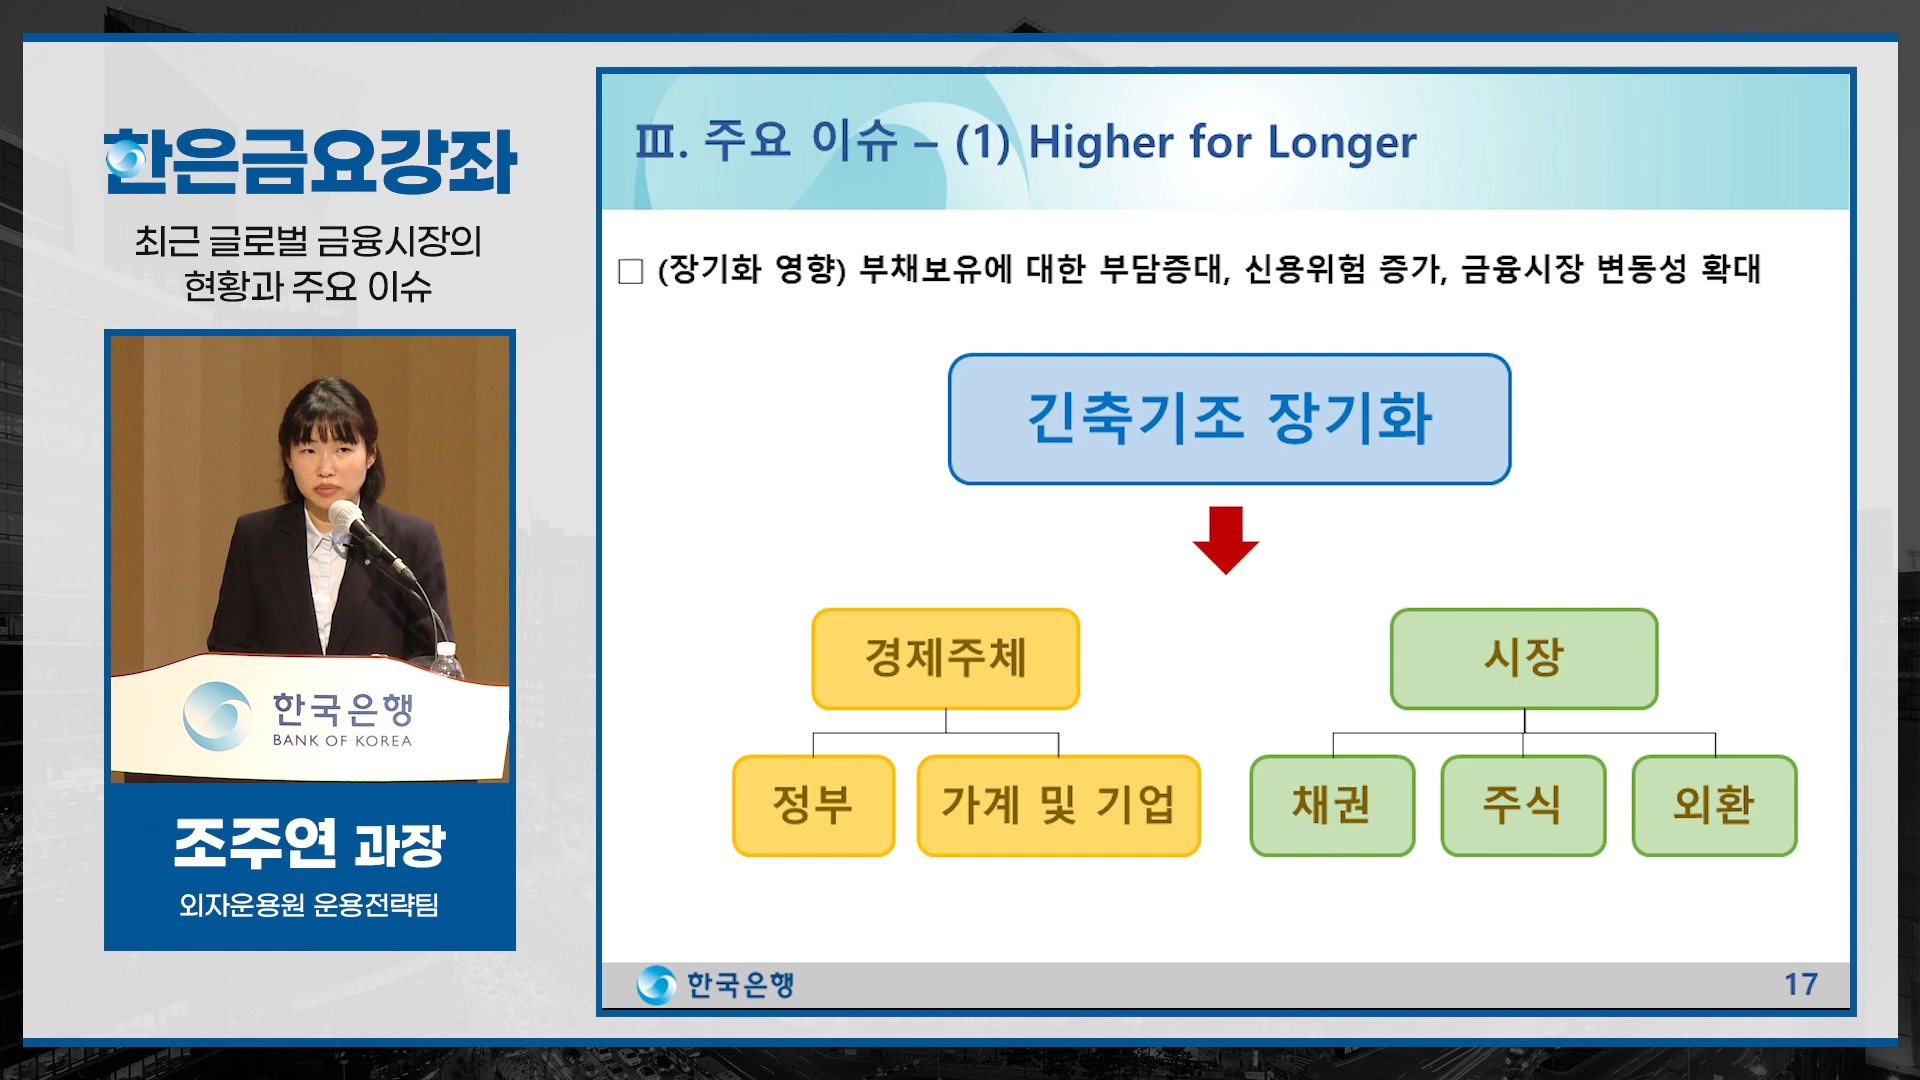 한은금요강좌
최근 글로벌 금융시장의
현황과 주요 이슈
한국은행
BANK OF KOREA
조주연 과장
외자운용원 운용전략팀
Ⅲ. 주요 이슈 – (1) Higher for Longer
□ (장기화 영향) 부채보유에 대한 부담증대, 신용위험 증가, 금융시장 변동성 확대
긴축기조 장기화
경제주체
시장
정부
가계 및 기업
채권
주식
외환
한국은행
17